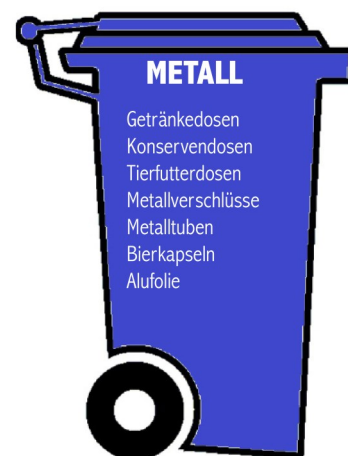 METALL
Getränkedosen
Konservendosen
Tierfutterdosen
Metallverschlüsse
Metalltuben
Bierkapseln
Alufolie